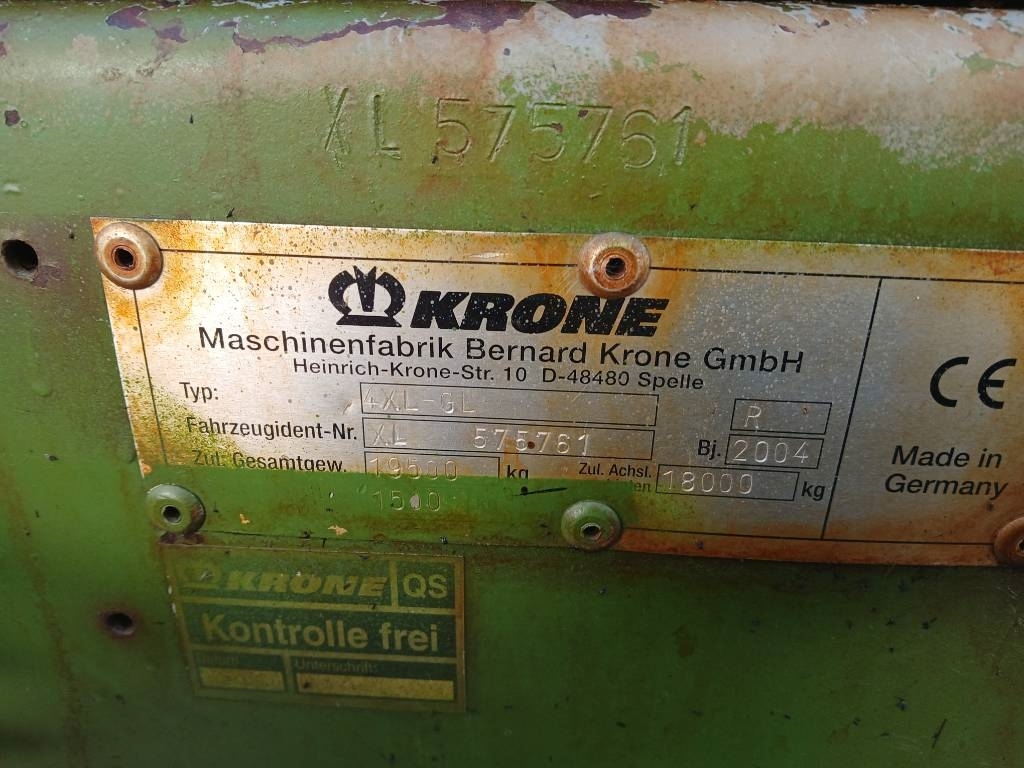 XL 575761
KRONE
Maschinenfabrik Bernard Krone GmbH
Heinrich-Krone-Str. 10 D-48480 Spelle
Typ: 4XL-GL R
Fahrzeugident-Nr. XL 575761 Bj. 2004
Zul. Gesamtgew. 19500 kg Zul. Achsl. 18000 kg
1500
CE
Made in
Germany
KRONE QS
Kontrolle frei
Datum Unterschrift: